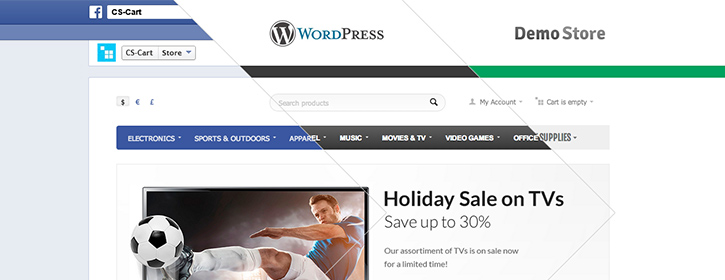 CS-Cart
WORDPRESS
Demo Store
CS-Cart Store
$ € £
Search products
My Account
Cart is empty
ELECTRONICS SPORTS & OUTDOORS APPAREL MUSIC MOVIES & TV VIDEO GAMES OFFICE SUPPLIES
Holiday Sale on TVs
Save up to 30%
Our assortiment of TVs is on sale now
for a limited time!